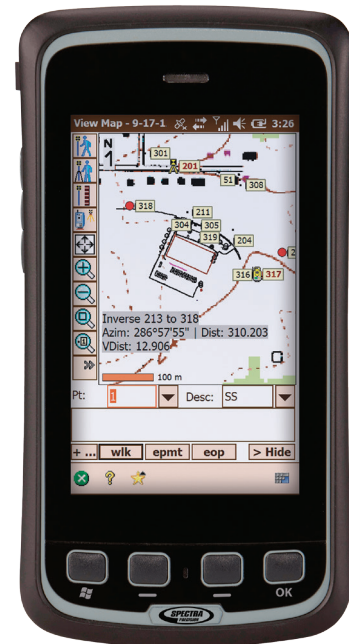 View Map - 9-17-1 3:26
N
301
201
51
308
318
211
304
305
319
204
2
316
317
Inverse 213 to 318
Azim: 286°57'55" | Dist: 310.203
VDist: 12.906
100 m
Pt: 1 Desc: SS
+ ... wlk epmt eop > Hide
OK
SPECTRA